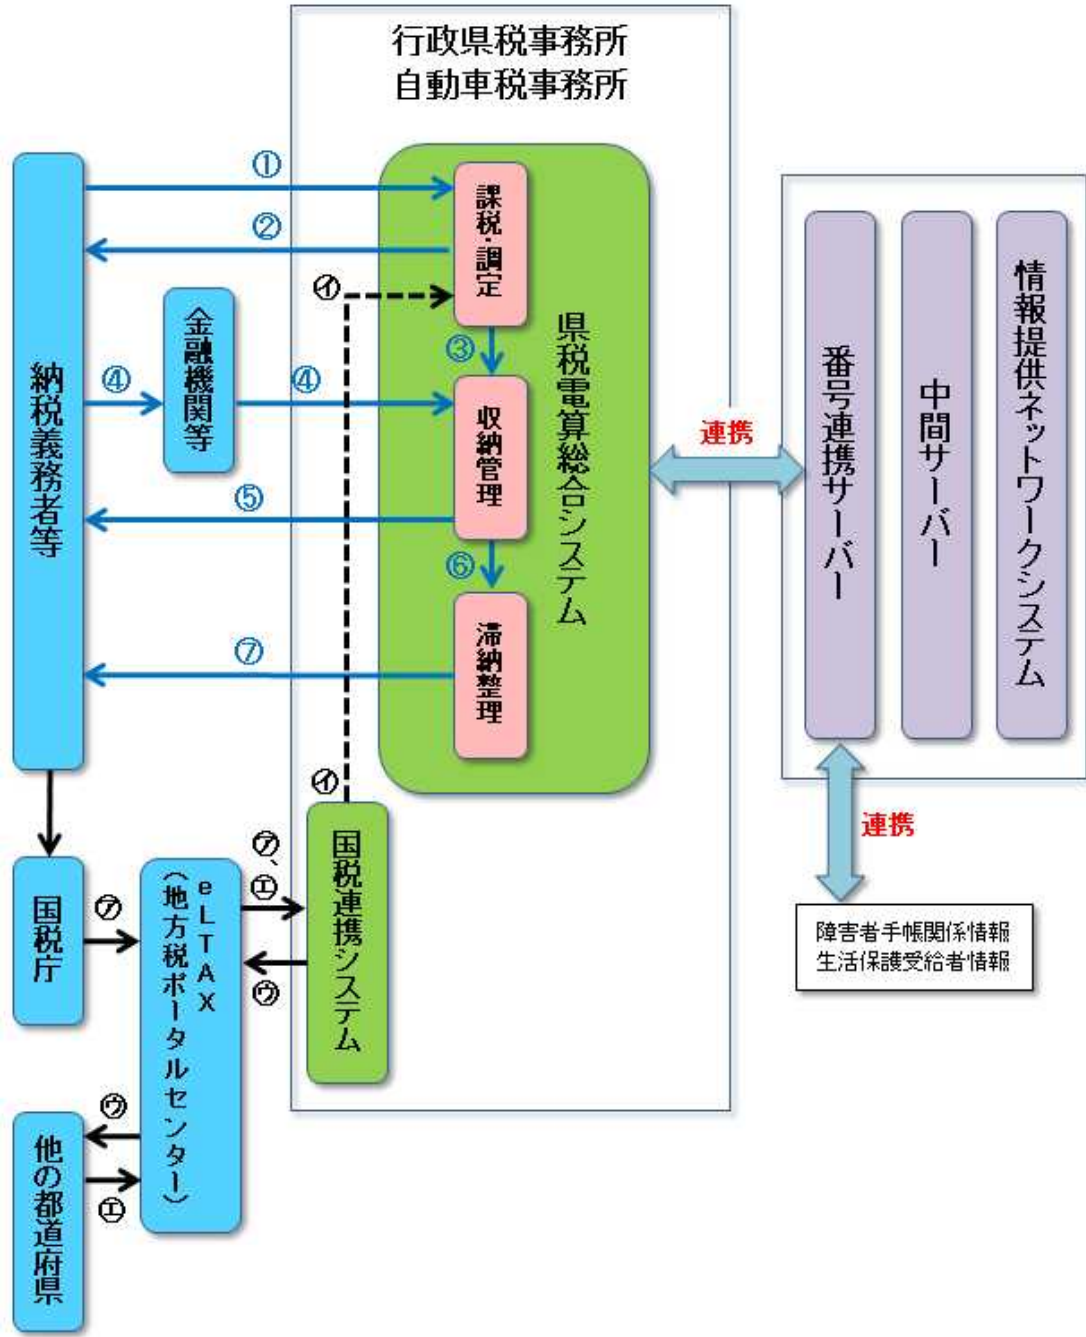 行政県税事務所
自動車税事務所
①
課税・調定
②
㋑
納税義務者等
④
金融機関等
④
③
収納管理
県税電算総合システム
連携
番号連携サーバー
中間サーバー
情報提供ネットワークシステム
⑤
⑥
滞納整理
⑦
㋑
連携
国税庁
㋐
eLTAX
（地方税ポータルセンター）
㋐、
㋓
㋒
国税連携システム
障害者手帳関係情報
生活保護受給者情報
㋒
㋓
他の都道府県